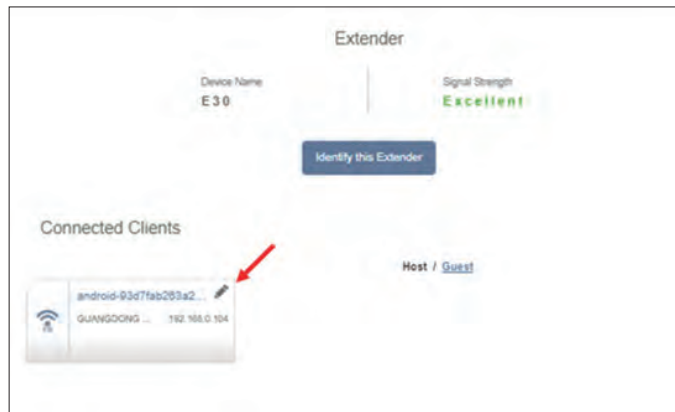 Extender
Device Name
E30
Signal Strength
Excellent
Identify this Extender
Connected Clients
Host / Guest
android-93d7fab263a2...
GUANGDONG ...
192.168.0.104